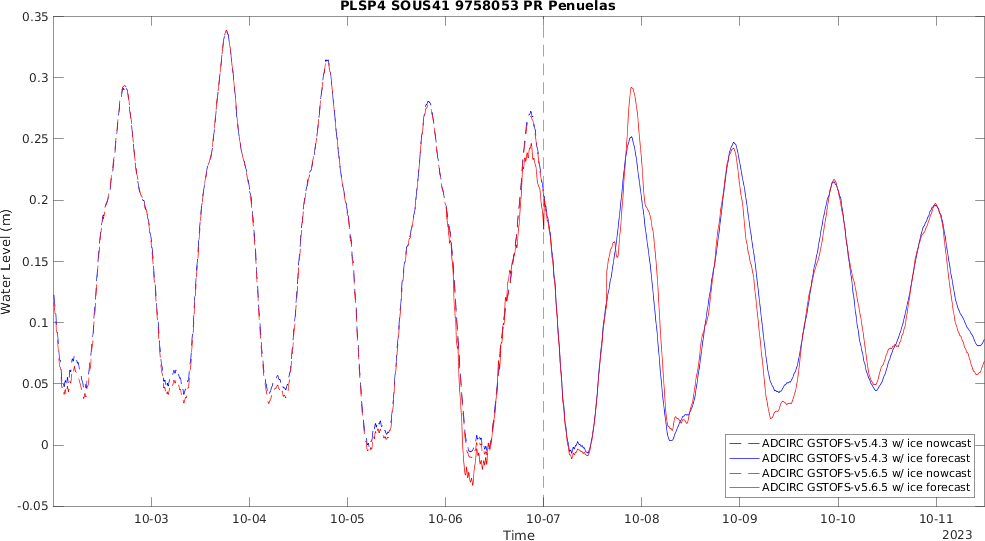 PLSP4 SOUS41 9758053 PR Penuelas
0.35
0.3
0.25
0.2
0.15
0.1
0.05
0
-0.05
Water Level (m)
10-03
10-04
10-05
10-06
10-07
10-08
10-09
10-10
10-11
Time
2023
ADCIRC GSTOFS-v5.4.3 w/ ice nowcast
ADCIRC GSTOFS-v5.4.3 w/ ice forecast
ADCIRC GSTOFS-v5.6.5 w/ ice nowcast
ADCIRC GSTOFS-v5.6.5 w/ ice forecast